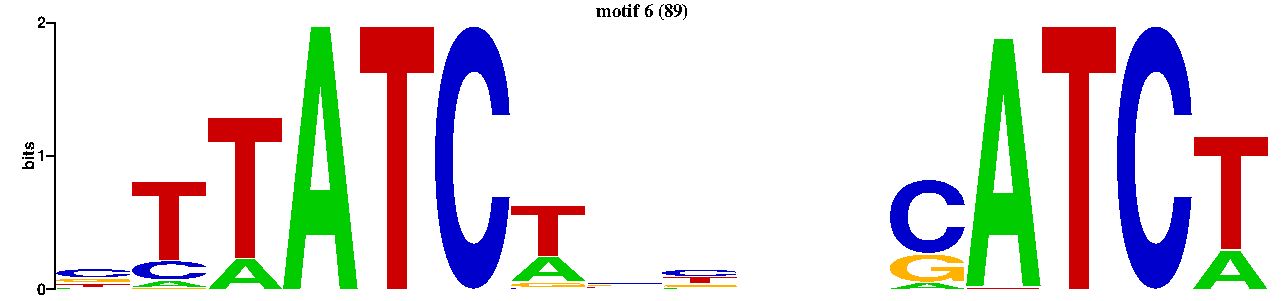 motif 6 (89)
2
1
0
bits
C T T A T C T C C A T C T
G C A A T G A
T A G G A